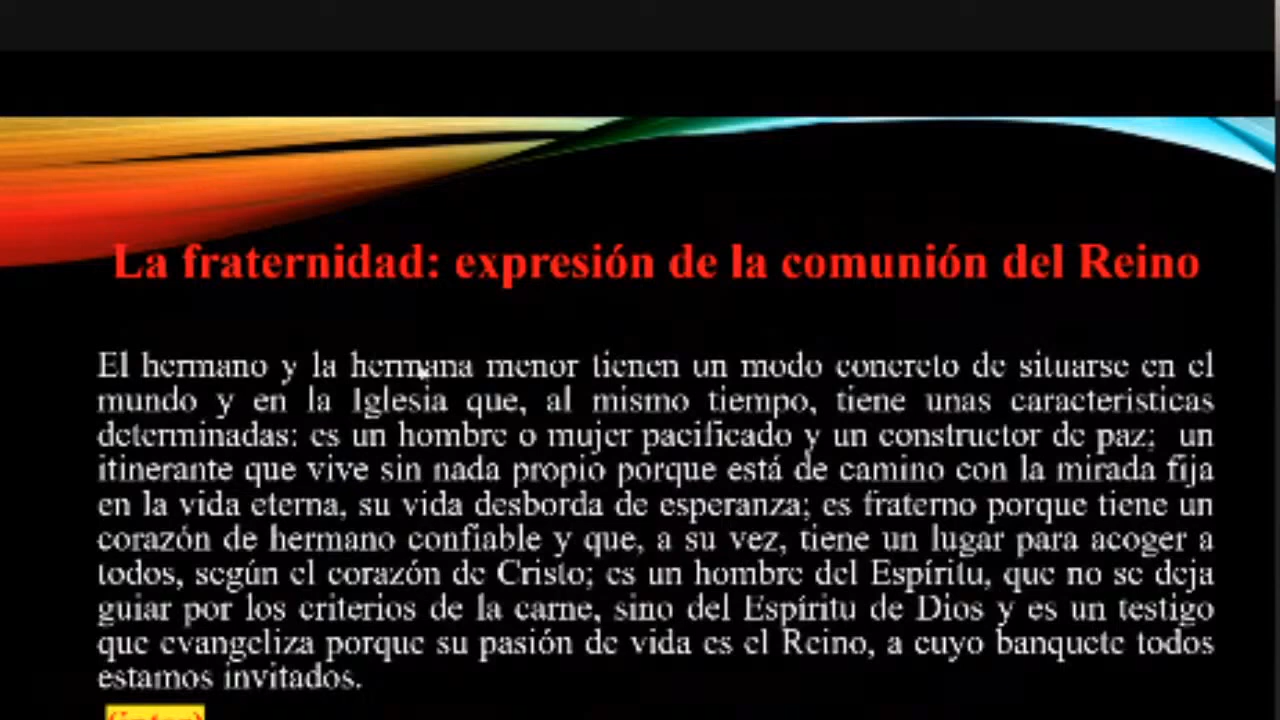 La fraternidad: expresión de la comunión del Reino
El hermano y la hermana menor tienen un modo concreto de situarse en el
mundo y en la Iglesia que, al mismo tiempo, tiene unas características
determinadas: es un hombre o mujer pacificado y un constructor de paz; un
itinerante que vive sin nada propio porque está de camino con la mirada fija
en la vida eterna, su vida desborda de esperanza; es fraterno porque tiene un
corazón de hermano confiable y que, a su vez, tiene un lugar para acoger a
todos, según el corazón de Cristo; es un hombre del Espíritu, que no se deja
guiar por los criterios de la carne, sino del Espíritu de Dios y es un testigo
que evangeliza porque su pasión de vida es el Reino, a cuyo banquete todos
estamos invitados.